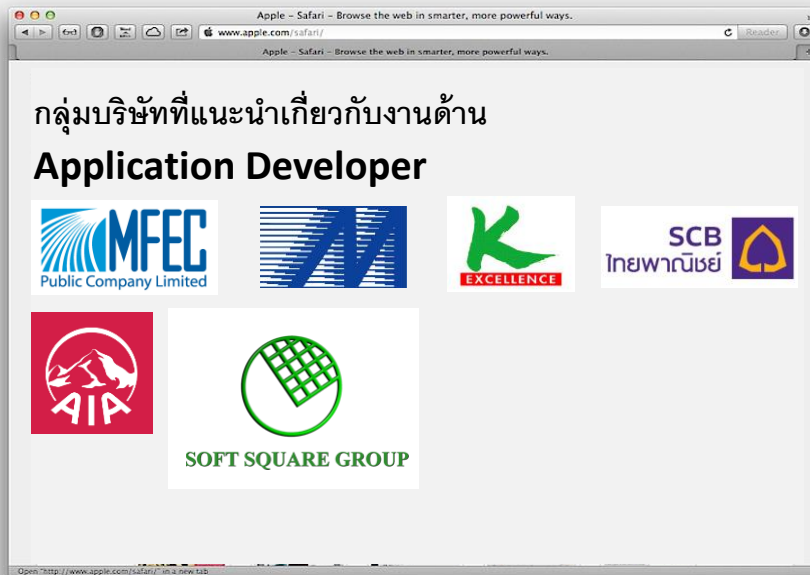 Apple – Safari – Browse the web in smarter, more powerful ways.
www.apple.com/safari/
Reader
Apple – Safari – Browse the web in smarter, more powerful ways.
กลุ่มบริษัทที่แนะนำเกี่ยวกับงานด้าน
Application Developer
MFEC
Public Company Limited
K
EXCELLENCE
SCB
ไทยพาณิชย์
AIA
SOFT SQUARE GROUP
Open "http://www.apple.com/safari/" in a new tab